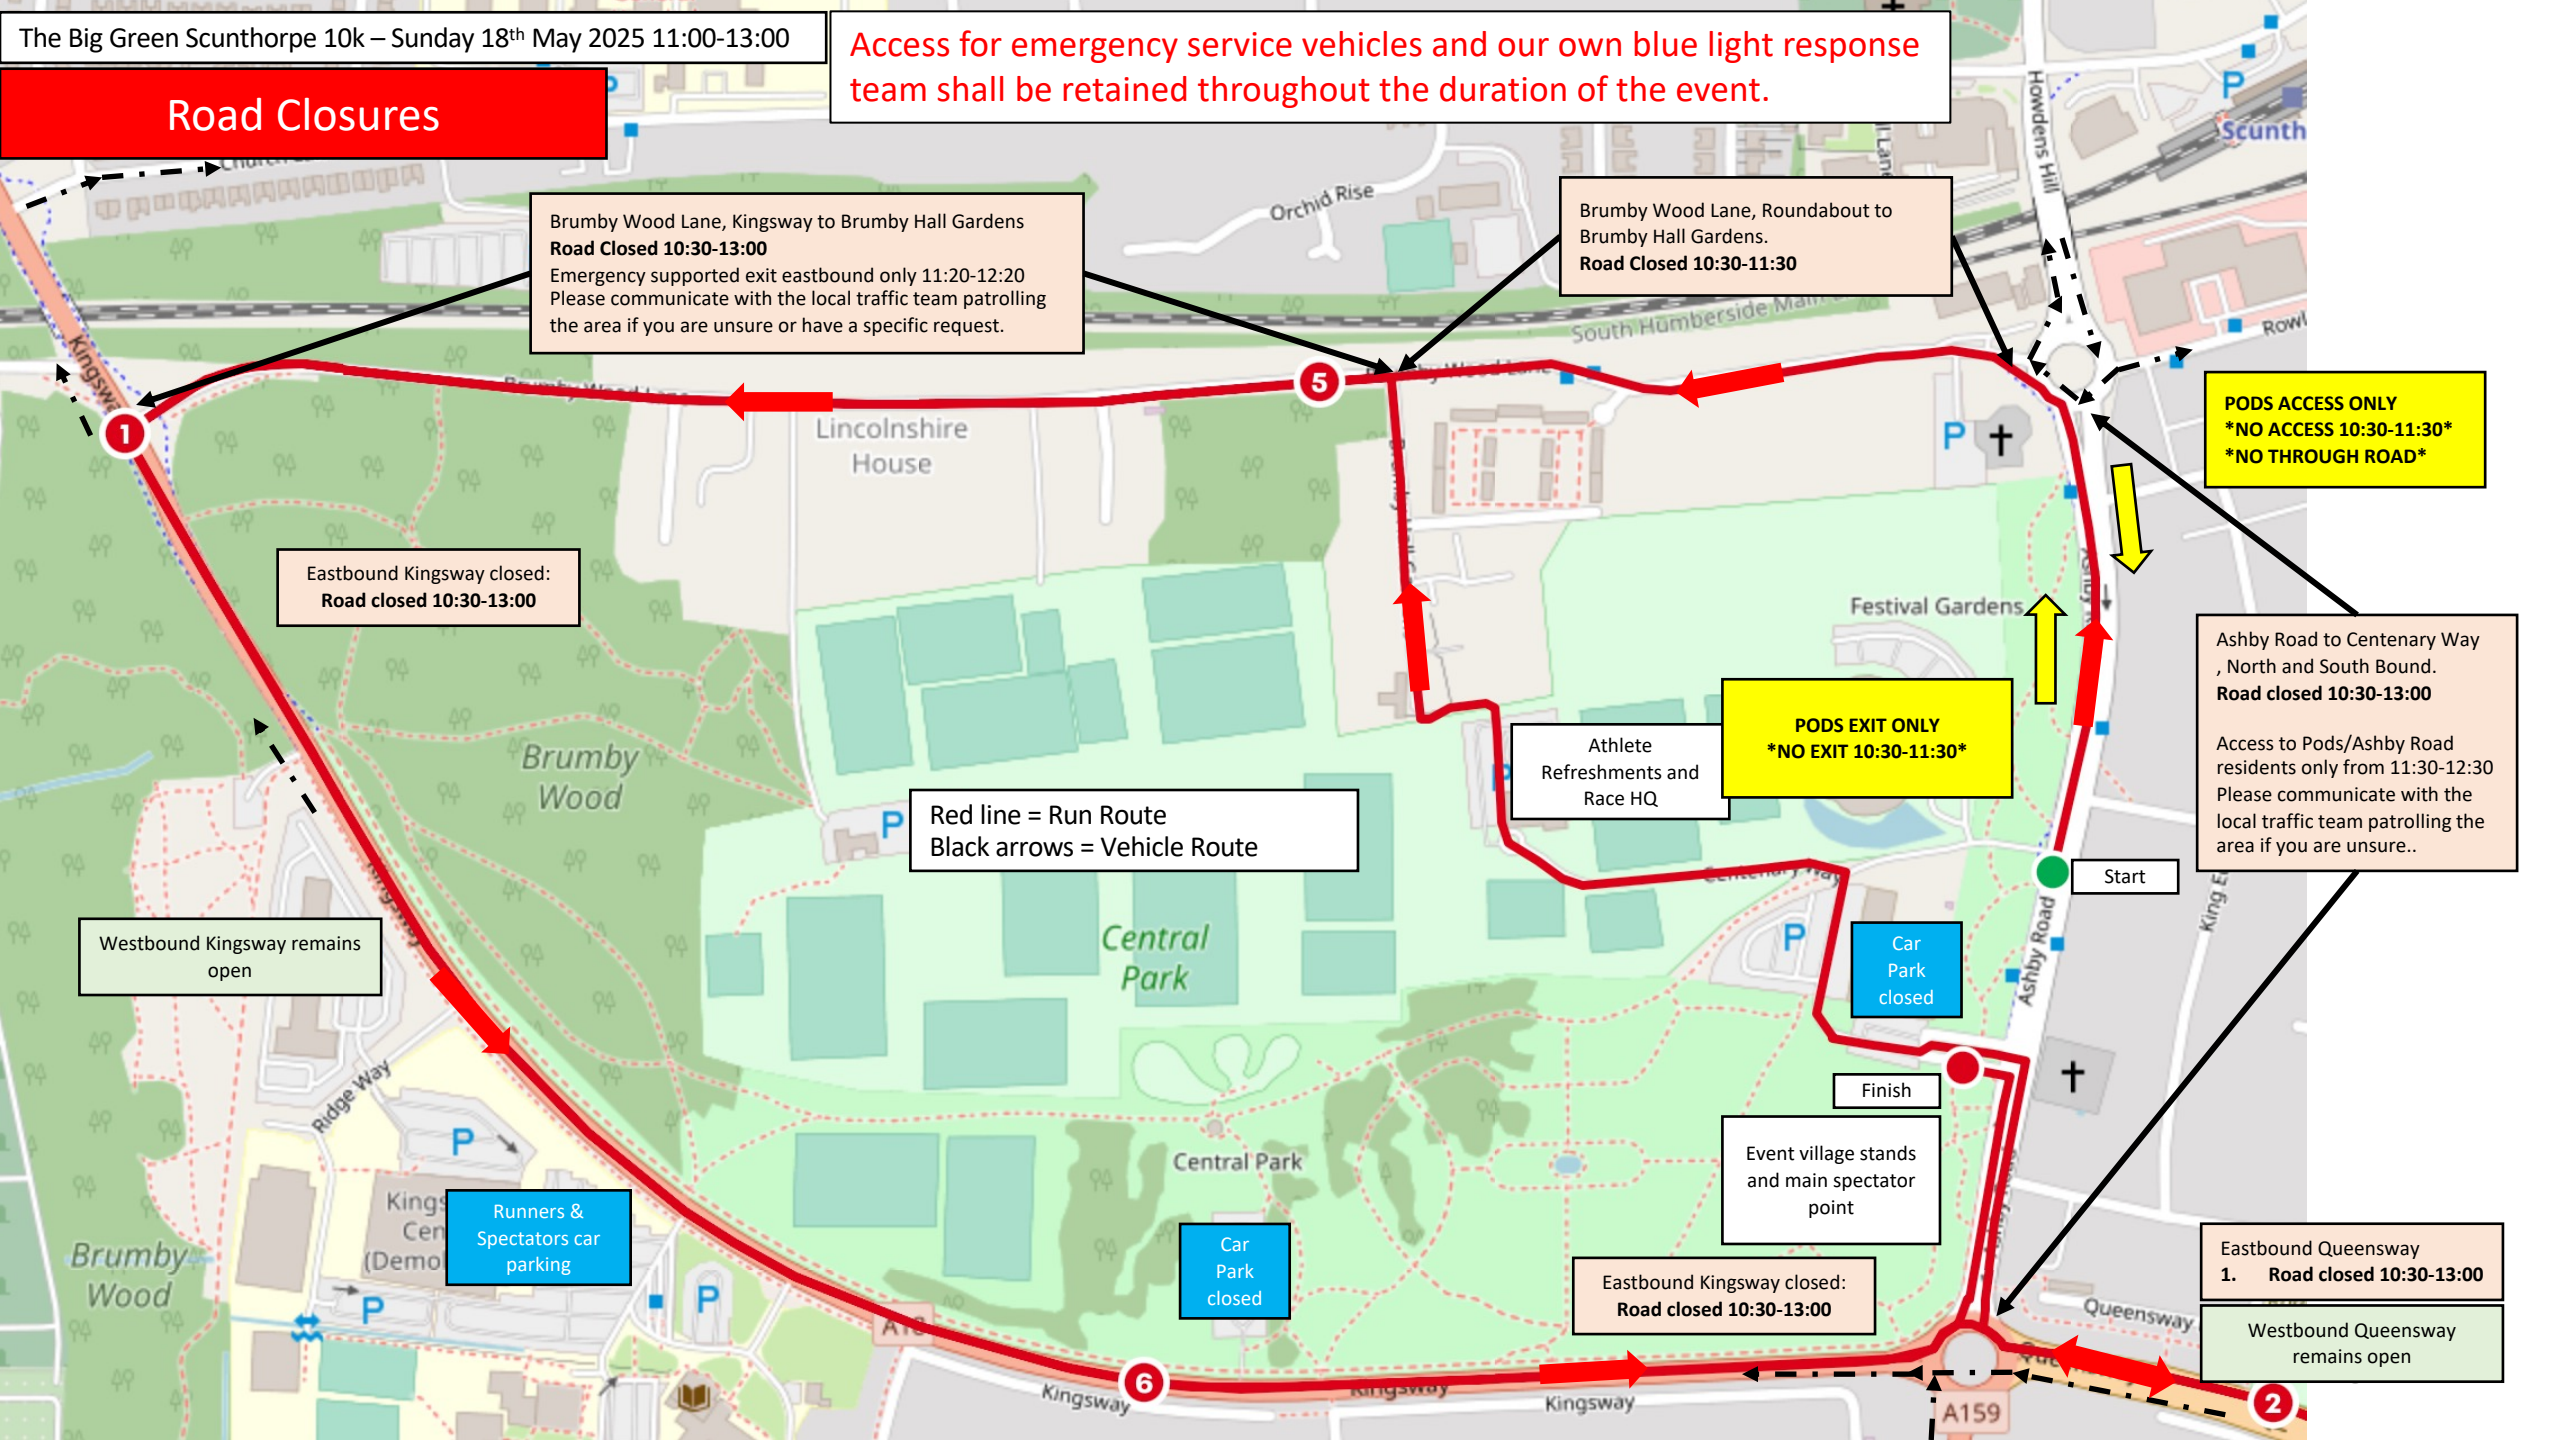 The Big Green Scunthorpe 10k – Sunday 18th May 2025 11:00-13:00
Access for emergency service vehicles and our own blue light response
team shall be retained throughout the duration of the event.
Road Closures
Howdens Hill
P
P
Orchid Rise
Brumby Wood Lane, Kingsway to Brumby Hall Gardens
Road Closed 10:30-13:00
Emergency supported exit eastbound only 11:20-12:20
Please communicate with the local traffic team patrolling
the area if you are unsure or have a specific request.
Brumby Wood Lane, Roundabout to
Brumby Hall Gardens.
Road Closed 10:30-11:30
South Humberside
Kingsway
5
1
Lincolnshire
House
P
PODS ACCESS ONLY
*NO ACCESS 10:30-11:30*
*NO THROUGH ROAD*
Eastbound Kingsway closed:
Road closed 10:30-13:00
Festival Gardens
Ashby Road to Centenary Way
, North and South Bound.
Road closed 10:30-13:00
Access to Pods/Ashby Road
residents only from 11:30-12:30
Please communicate with the
local traffic team patrolling the
area if you are unsure..
PODS EXIT ONLY
*NO EXIT 10:30-11:30*
Athlete
Refreshments and
Race HQ
Brumby
Wood
P
Red line = Run Route
Black arrows = Vehicle Route
Centenary Way
Start
Kingsway
Westbound Kingsway remains
open
Central
Park
P
Car
Park
closed
Ashby Road
Ridge Way
P
Finish
Central Park
Event village stands
and main spectator
point
Runners &
Spectators car
parking
Brumby
Wood
P
P
Car
Park
closed
Eastbound Kingsway closed:
Road closed 10:30-13:00
Eastbound Queensway
1. Road closed 10:30-13:00
Queensway
Westbound Queensway
remains open
6
Kingsway
Kingsway
Kingsway
A159
2